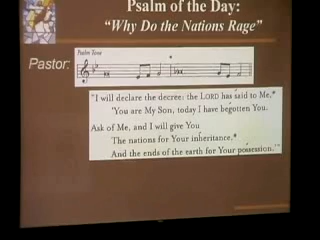 Psalm of the Day:
"Why Do the Nations Rage"
Psalm Tone
Pastor:
"I will declare the decree: the LORD has said to Me,*
'You are My Son, today I have begotten You.
Ask of Me, and I will give You
The nations for Your inheritance,*
And the ends of the earth for Your possession.'"